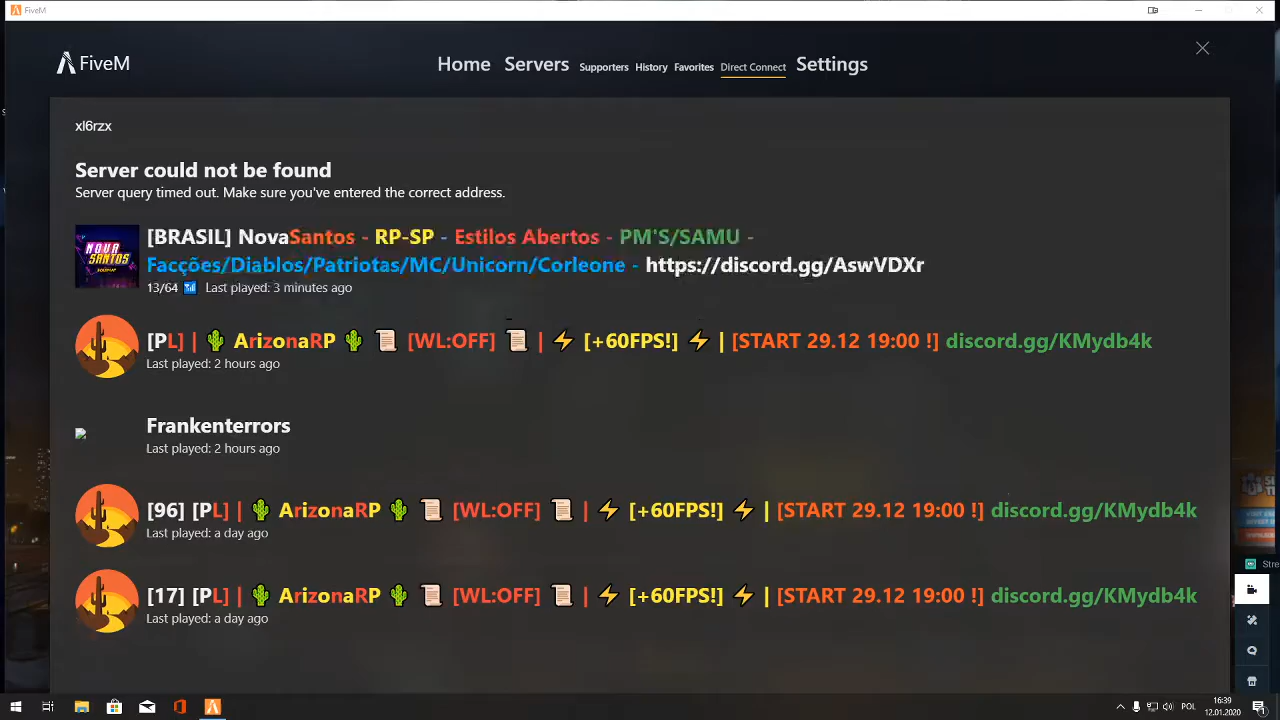 FiveM
FiveM
Home Servers Supporters History Favorites Direct Connect Settings
xl6rzx
Server could not be found
Server query timed out. Make sure you've entered the correct address.
NOVA
SANTOS
[BRASIL] NovaSantos - RP-SP - Estilos Abertos - PM'S/SAMU -
Facções/Diablos/Patriotas/MC/Unicorn/Corleone - https://discord.gg/AswVDXr
13/64 Last played: 3 minutes ago
[PL] | 🌵 ArizonaRP 🌵 📜 [WL:OFF] 📜 | ⚡ [+60FPS!] ⚡ | [START 29.12 19:00 !] discord.gg/KMydb4k
Last played: 2 hours ago
Frankenterrors
Last played: 2 hours ago
[96] [PL] | 🌵 ArizonaRP 🌵 📜 [WL:OFF] 📜 | ⚡ [+60FPS!] ⚡ | [START 29.12 19:00 !] discord.gg/KMydb4k
Last played: a day ago
[17] [PL] | 🌵 ArizonaRP 🌵 📜 [WL:OFF] 📜 | ⚡ [+60FPS!] ⚡ | [START 29.12 19:00 !] discord.gg/KMydb4k
Last played: a day ago
Stre
POL
16:39
12.01.2020